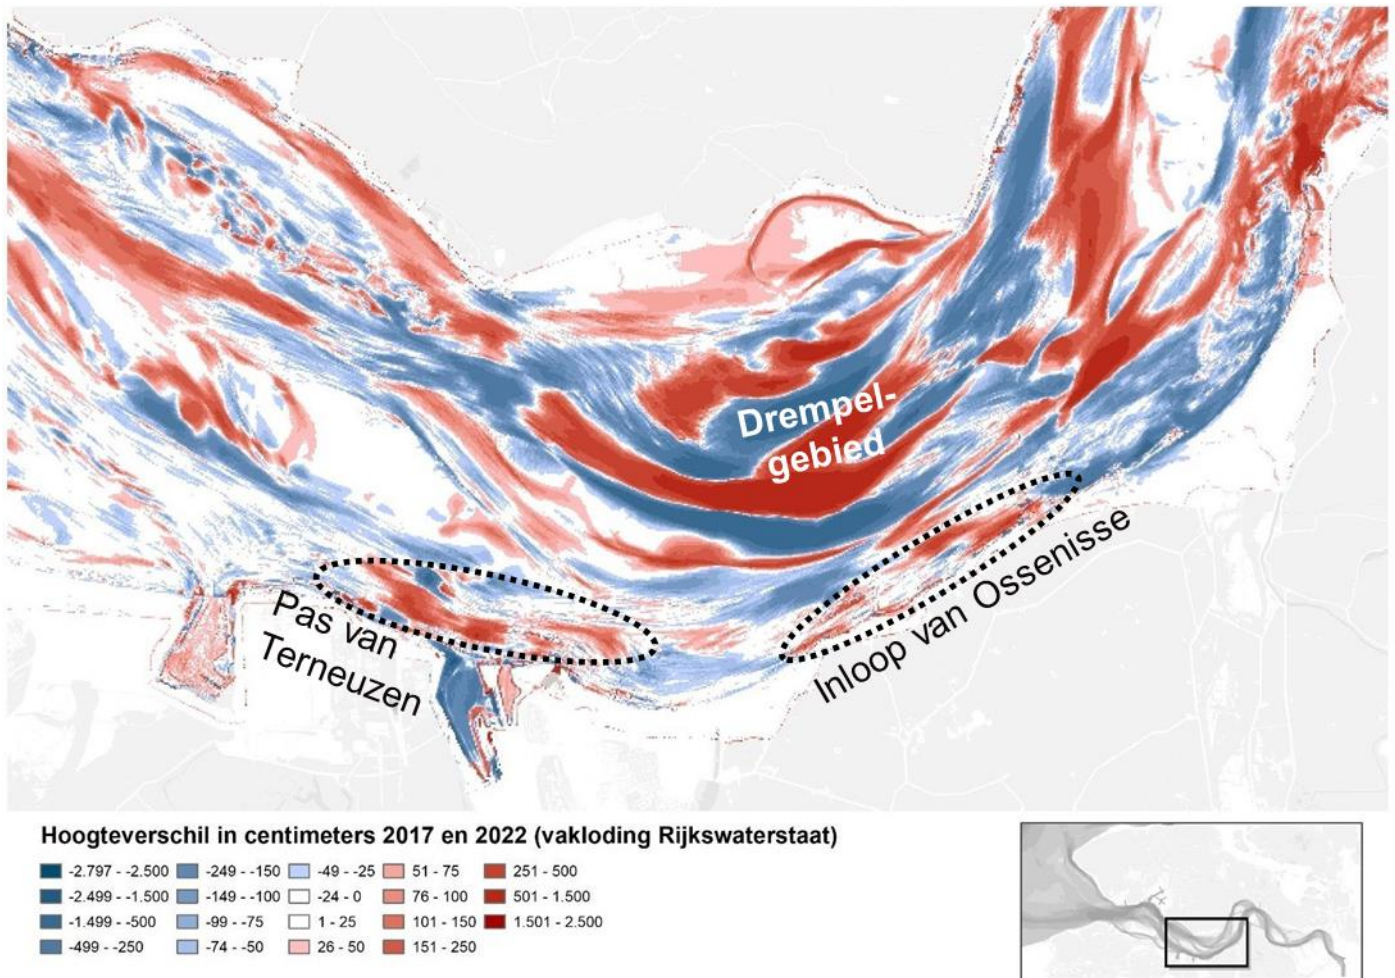 Drempel-
gebied
Pas van
Terneuzen
Inloop van Ossenisse
Hoogteverschil in centimeters 2017 en 2022 (vakloding Rijkswaterstaat)
-2.797 - -2.500
-249 - -150
-49 - -25
51 - 75
251 - 500
-2.499 - -1.500
-149 - -100
-24 - 0
76 - 100
501 - 1.500
-1.499 - -500
-99 - -75
1 - 25
101 - 150
1.501 - 2.500
-499 - -250
-74 - -50
26 - 50
151 - 250